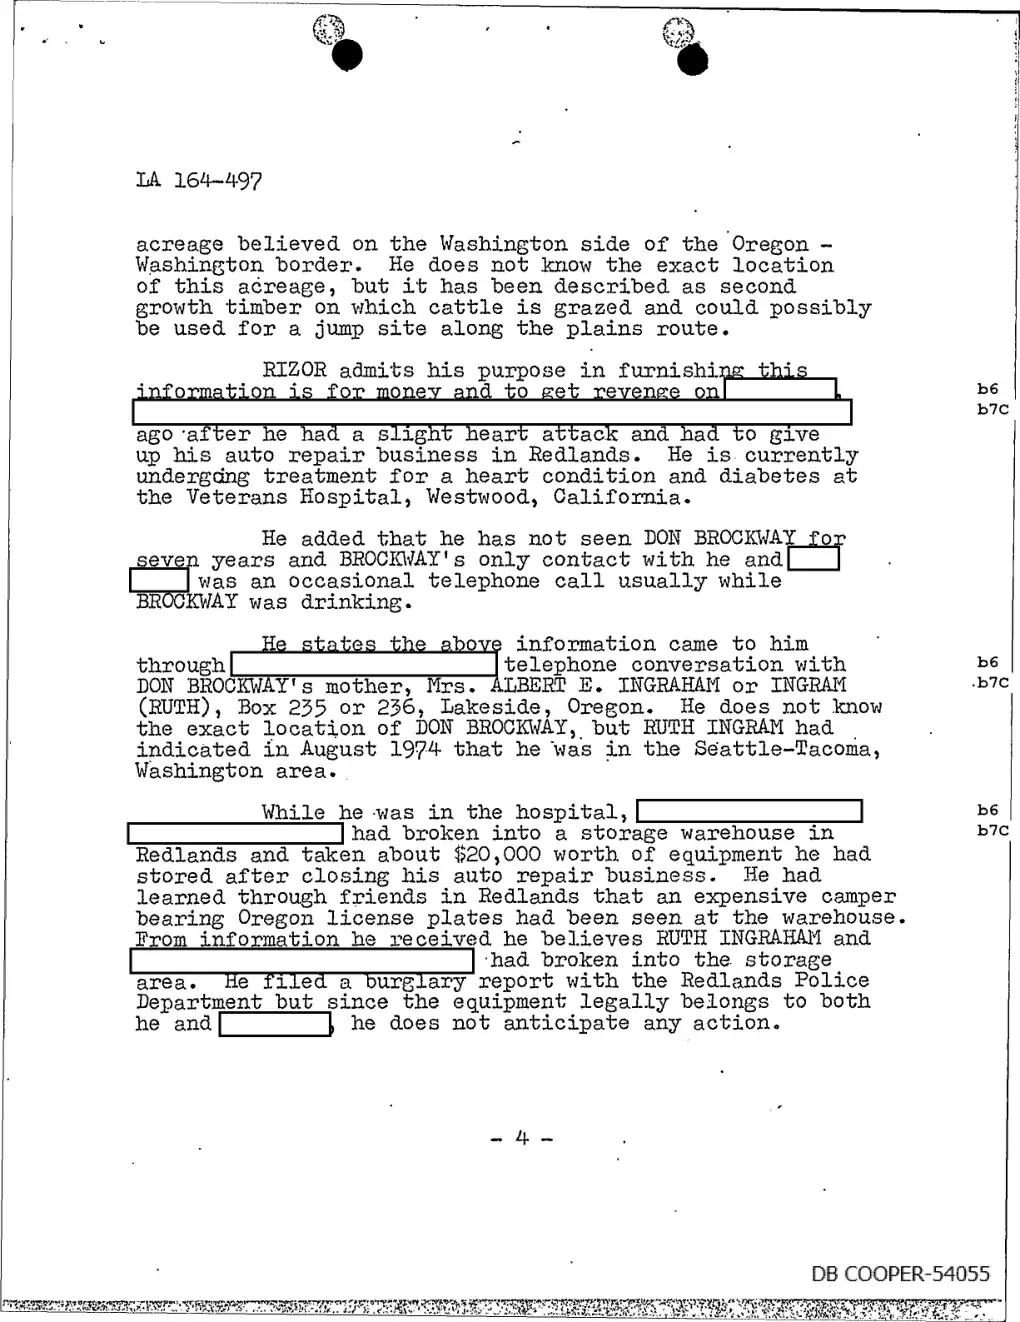 LA 164-497
acreage believed on the Washington side of the Oregon -
Washington border. He does not know the exact location
of this acreage, but it has been described as second
growth timber on which cattle is grazed and could possibly
be used for a jump site along the plains route.
RIZOR admits his purpose in furnishing this
information is for money and to get revenge on
b6
b7C
ago after he had a slight heart attack and had to give
up his auto repair business in Redlands. He is currently
undergoing treatment for a heart condition and diabetes at
the Veterans Hospital, Westwood, California.
He added that he has not seen DON BROCKWAY for
seven years and BROCKWAY's only contact with he and
was an occasional telephone call usually while
BROCKWAY was drinking.
He states the above information came to him
through telephone conversation with
b6
DON BROCKWAY's mother, Mrs. ALBERT E. INGRAHAM or INGRAM
b7C
(RUTH), Box 235 or 236, Lakeside, Oregon. He does not know
the exact location of DON BROCKWAY, but RUTH INGRAM had
indicated in August 1974 that he was in the Seattle-Tacoma,
Washington area.
While he was in the hospital,
b6
had broken into a storage warehouse in
b7C
Redlands and taken about $20,000 worth of equipment he had
stored after closing his auto repair business. He had
learned through friends in Redlands that an expensive camper
bearing Oregon license plates had been seen at the warehouse.
From information he received he believes RUTH INGRAHAM and
had broken into the storage
area. He filed a burglary report with the Redlands Police
Department but since the equipment legally belongs to both
he and , he does not anticipate any action.
- 4 -
DB COOPER-54055